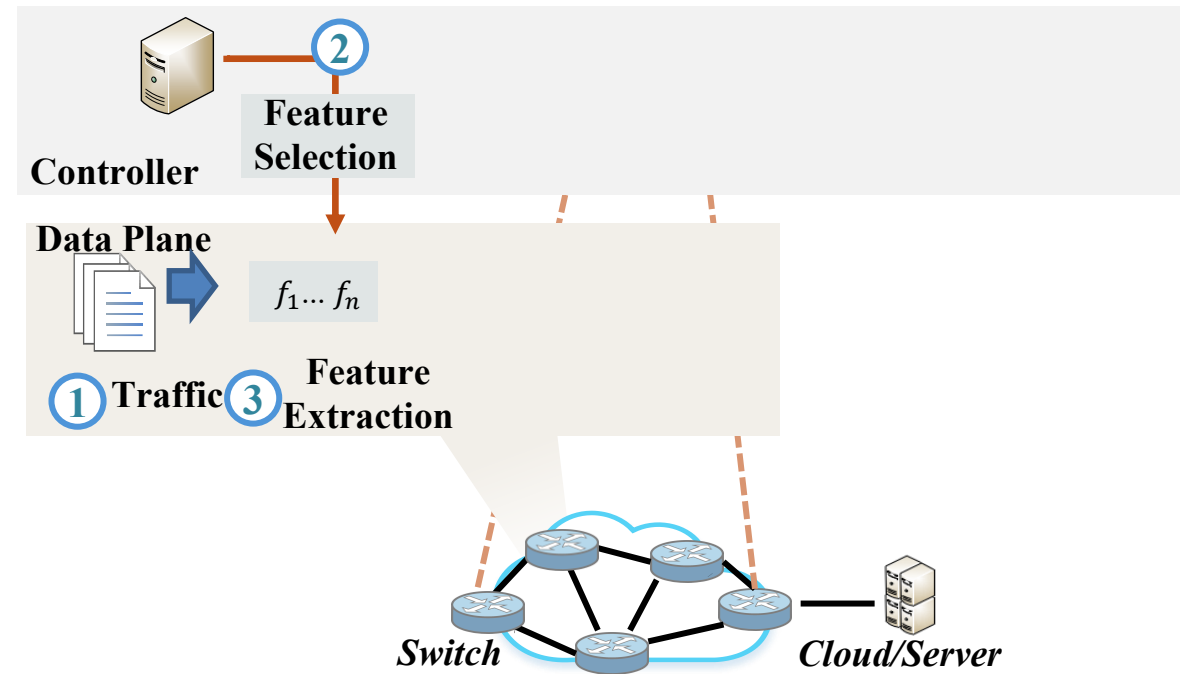 2
Feature
Selection
Controller
Data Plane
f₁... fₙ
1 Traffic 3 Feature
Extraction
Switch
Cloud/Server